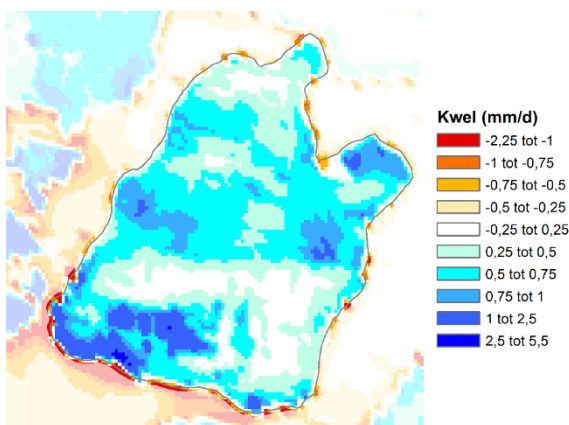 Kwel (mm/d)
-2,25 tot -1
-1 tot -0,75
-0,75 tot -0,5
-0,5 tot -0,25
-0,25 tot 0,25
0,25 tot 0,5
0,5 tot 0,75
0,75 tot 1
1 tot 2,5
2,5 tot 5,5